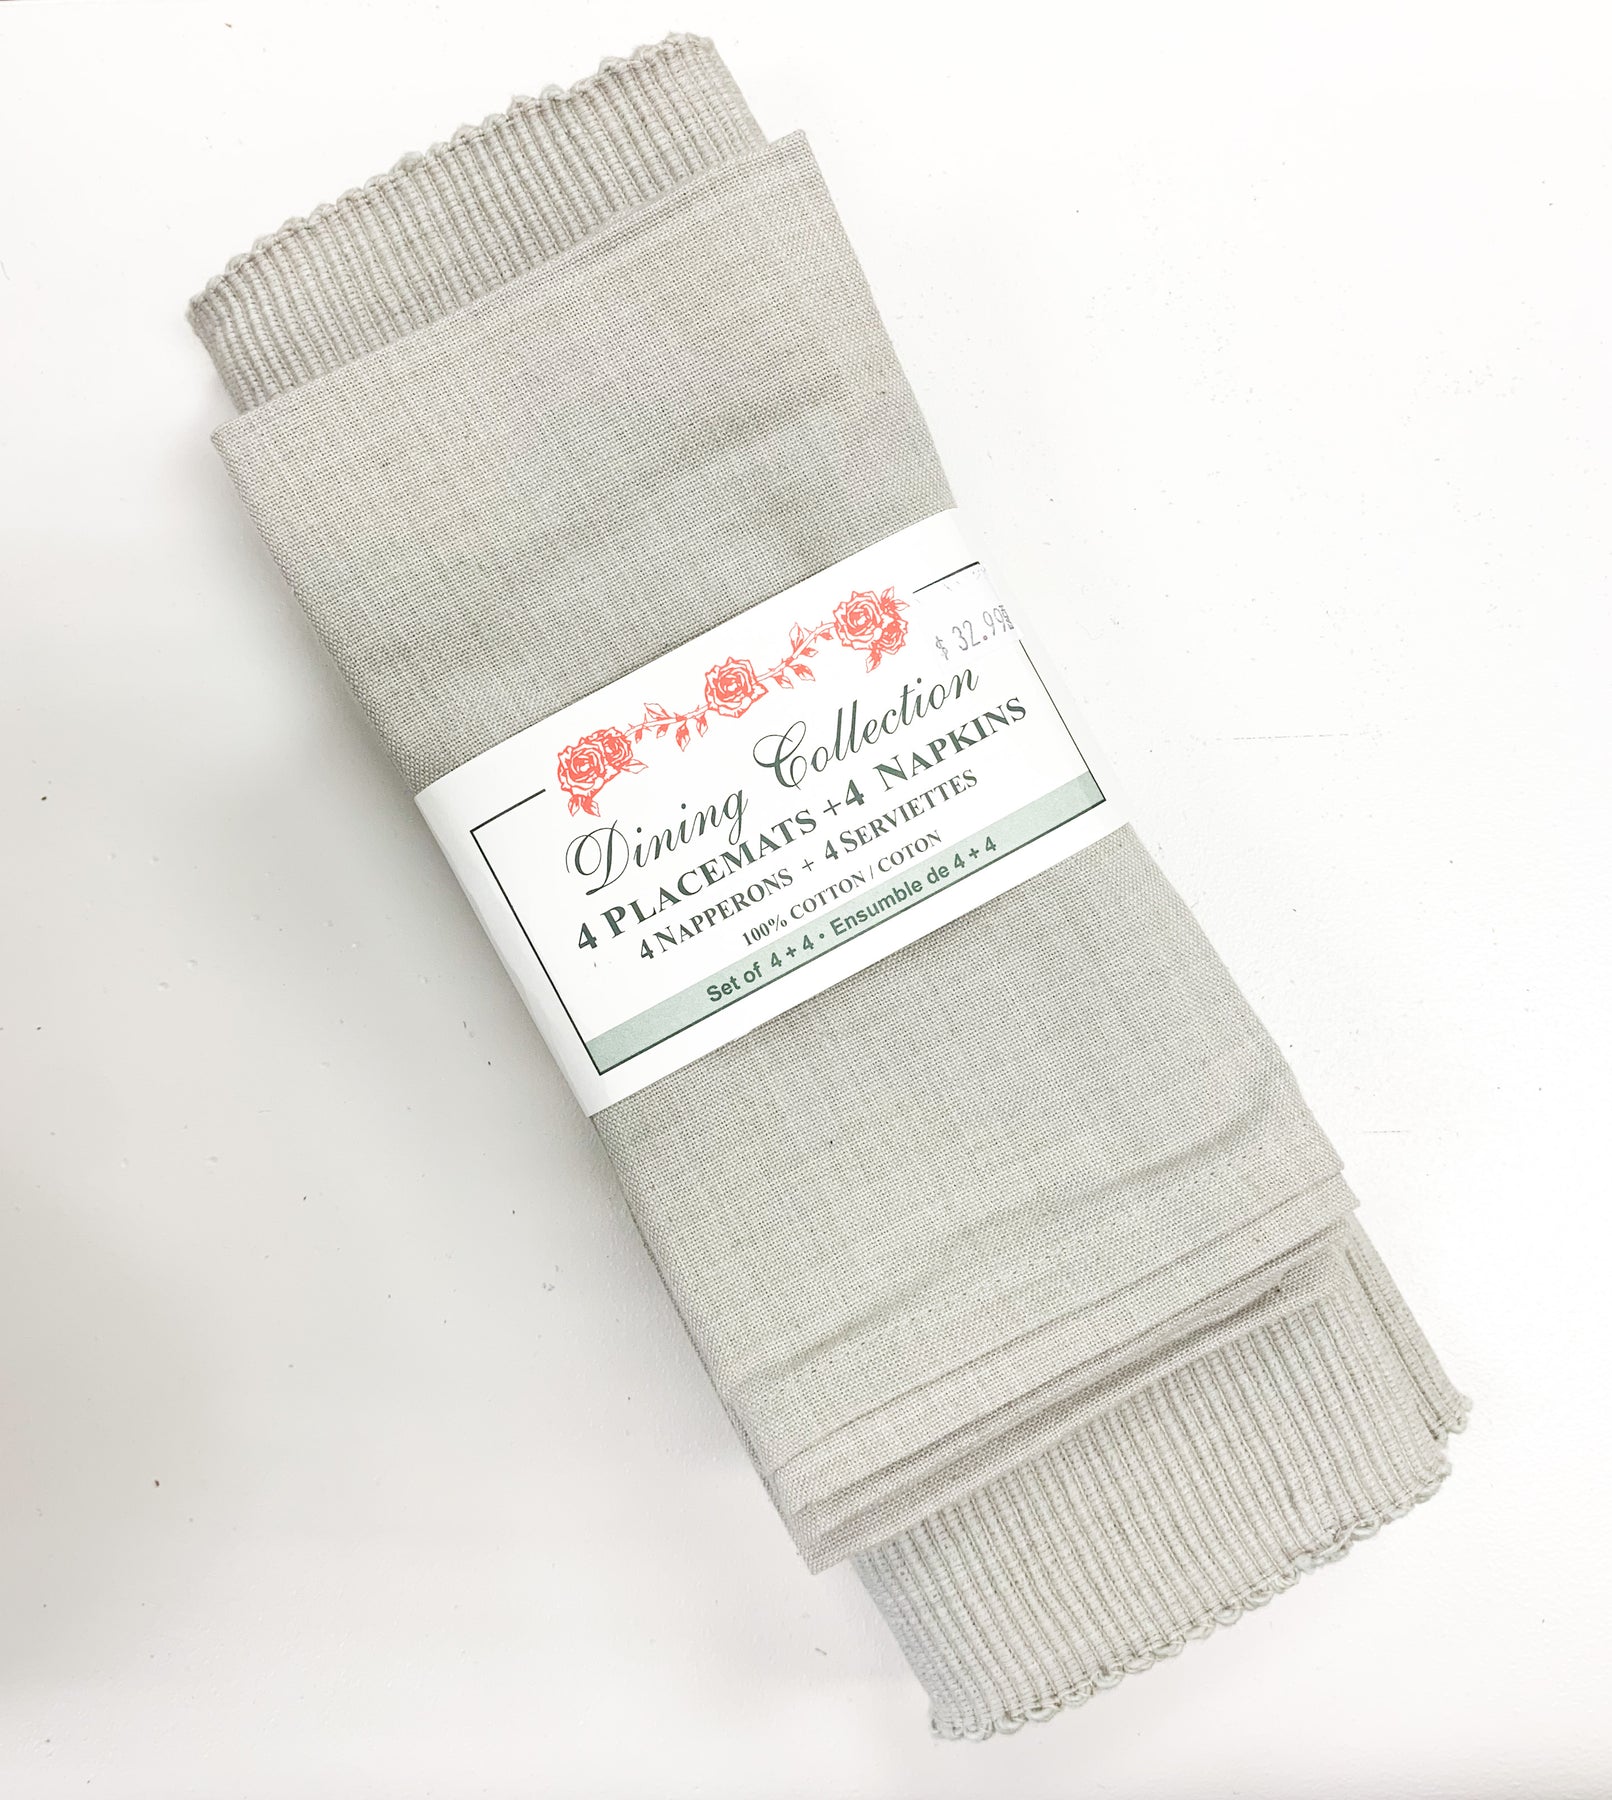 $ 32.99
Dining Collection
4 PLACEMATS + 4 NAPKINS
4 NAPPERONS + 4 SERVIETTES
100% COTTON / COTON
Set of 4 + 4 • Ensumble de 4 + 4